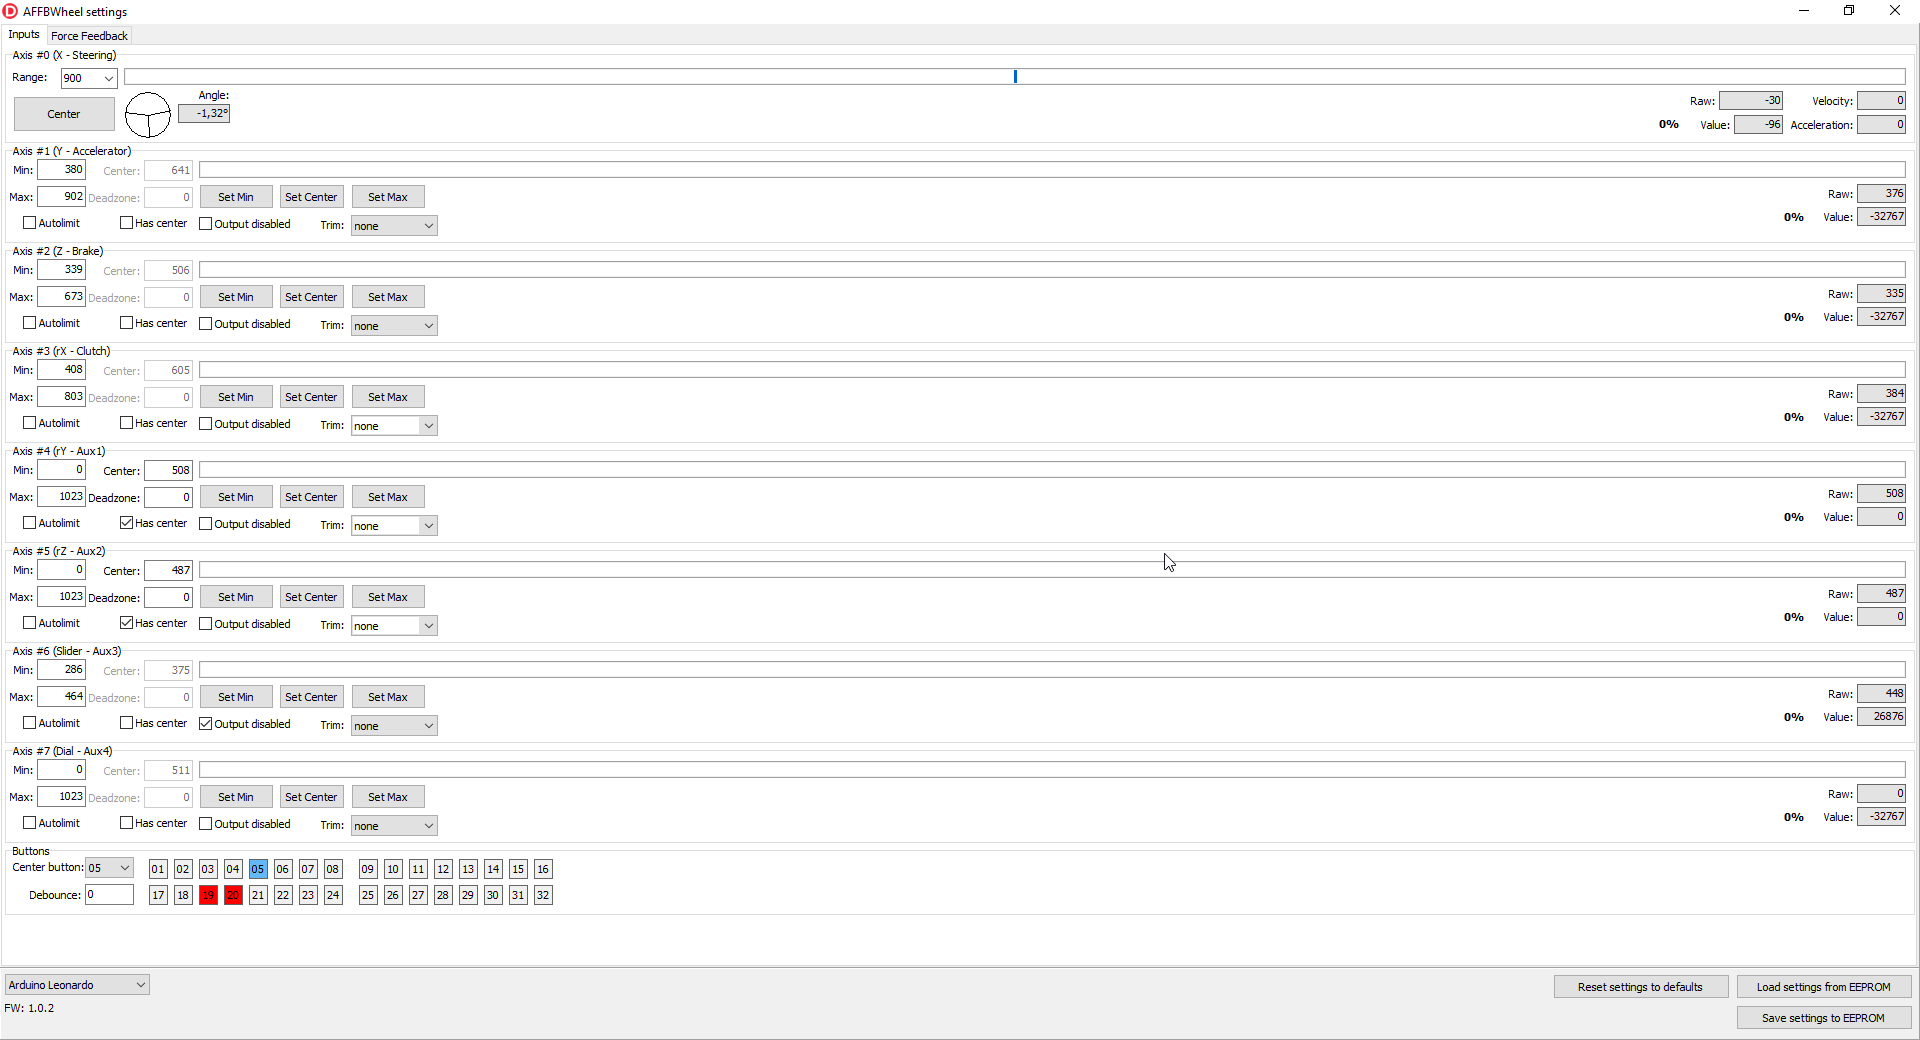 AFFBWheel settings
Inputs Force Feedback
Axis #0 (X - Steering)
Range: 900
Center Angle: -1,32°
Raw: -30 Velocity: 0
0% Value: -96 Acceleration: 0
Axis #1 (Y - Accelerator)
Min: 380 Center: 641
Max: 902 Deadzone: 0 Set Min Set Center Set Max Raw: 376
Autolimit Has center Output disabled Trim: none 0% Value: -32767
Axis #2 (Z - Brake)
Min: 339 Center: 506
Max: 673 Deadzone: 0 Set Min Set Center Set Max Raw: 335
Autolimit Has center Output disabled Trim: none 0% Value: -32767
Axis #3 (rX - Clutch)
Min: 408 Center: 605
Max: 803 Deadzone: 0 Set Min Set Center Set Max Raw: 384
Autolimit Has center Output disabled Trim: none 0% Value: -32767
Axis #4 (rY - Aux1)
Min: 0 Center: 508
Max: 1023 Deadzone: 0 Set Min Set Center Set Max Raw: 508
Autolimit Has center Output disabled Trim: none 0% Value: 0
Axis #5 (rZ - Aux2)
Min: 0 Center: 487
Max: 1023 Deadzone: 0 Set Min Set Center Set Max Raw: 487
Autolimit Has center Output disabled Trim: none 0% Value: 0
Axis #6 (Slider - Aux3)
Min: 286 Center: 375
Max: 464 Deadzone: 0 Set Min Set Center Set Max Raw: 448
Autolimit Has center Output disabled Trim: none 0% Value: 26876
Axis #7 (Dial - Aux4)
Min: 0 Center: 511
Max: 1023 Deadzone: 0 Set Min Set Center Set Max Raw: 0
Autolimit Has center Output disabled Trim: none 0% Value: -32767
Buttons
Center button: 05 01 02 03 04 05 06 07 08 09 10 11 12 13 14 15 16
Debounce: 0 17 18 19 20 21 22 23 24 25 26 27 28 29 30 31 32
Arduino Leonardo Reset settings to defaults Load settings from EEPROM
FW: 1.0.2 Save settings to EEPROM